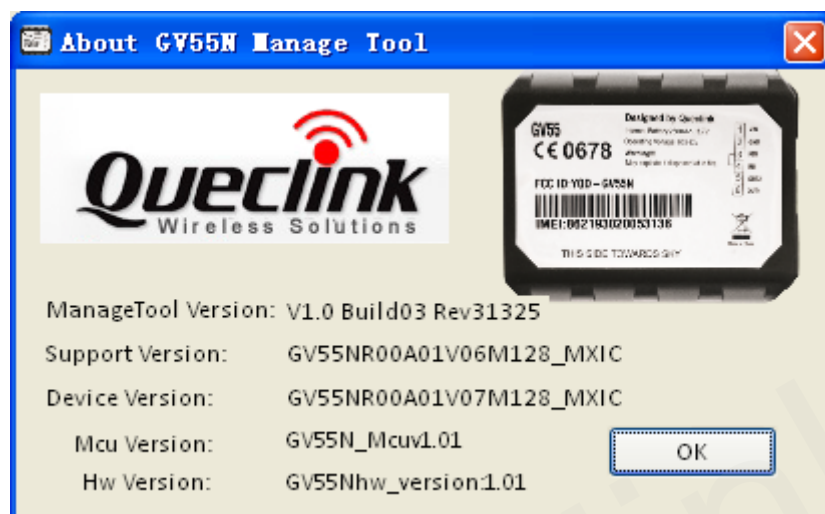 About GV55N Manage Tool
Queclink
Wireless Solutions
GV55
Designed by Queclink
CE 0678
FCC ID:YQD-GV55N
IMEI:862193020053136
THIS SIDE TOWARDS SKY
ManageTool Version: V1.0 Build03 Rev31325
Support Version: GV55NR00A01V06M128_MXIC
Device Version: GV55NR00A01V07M128_MXIC
Mcu Version: GV55N_Mcuv1.01
OK
Hw Version: GV55Nhw_version:1.01